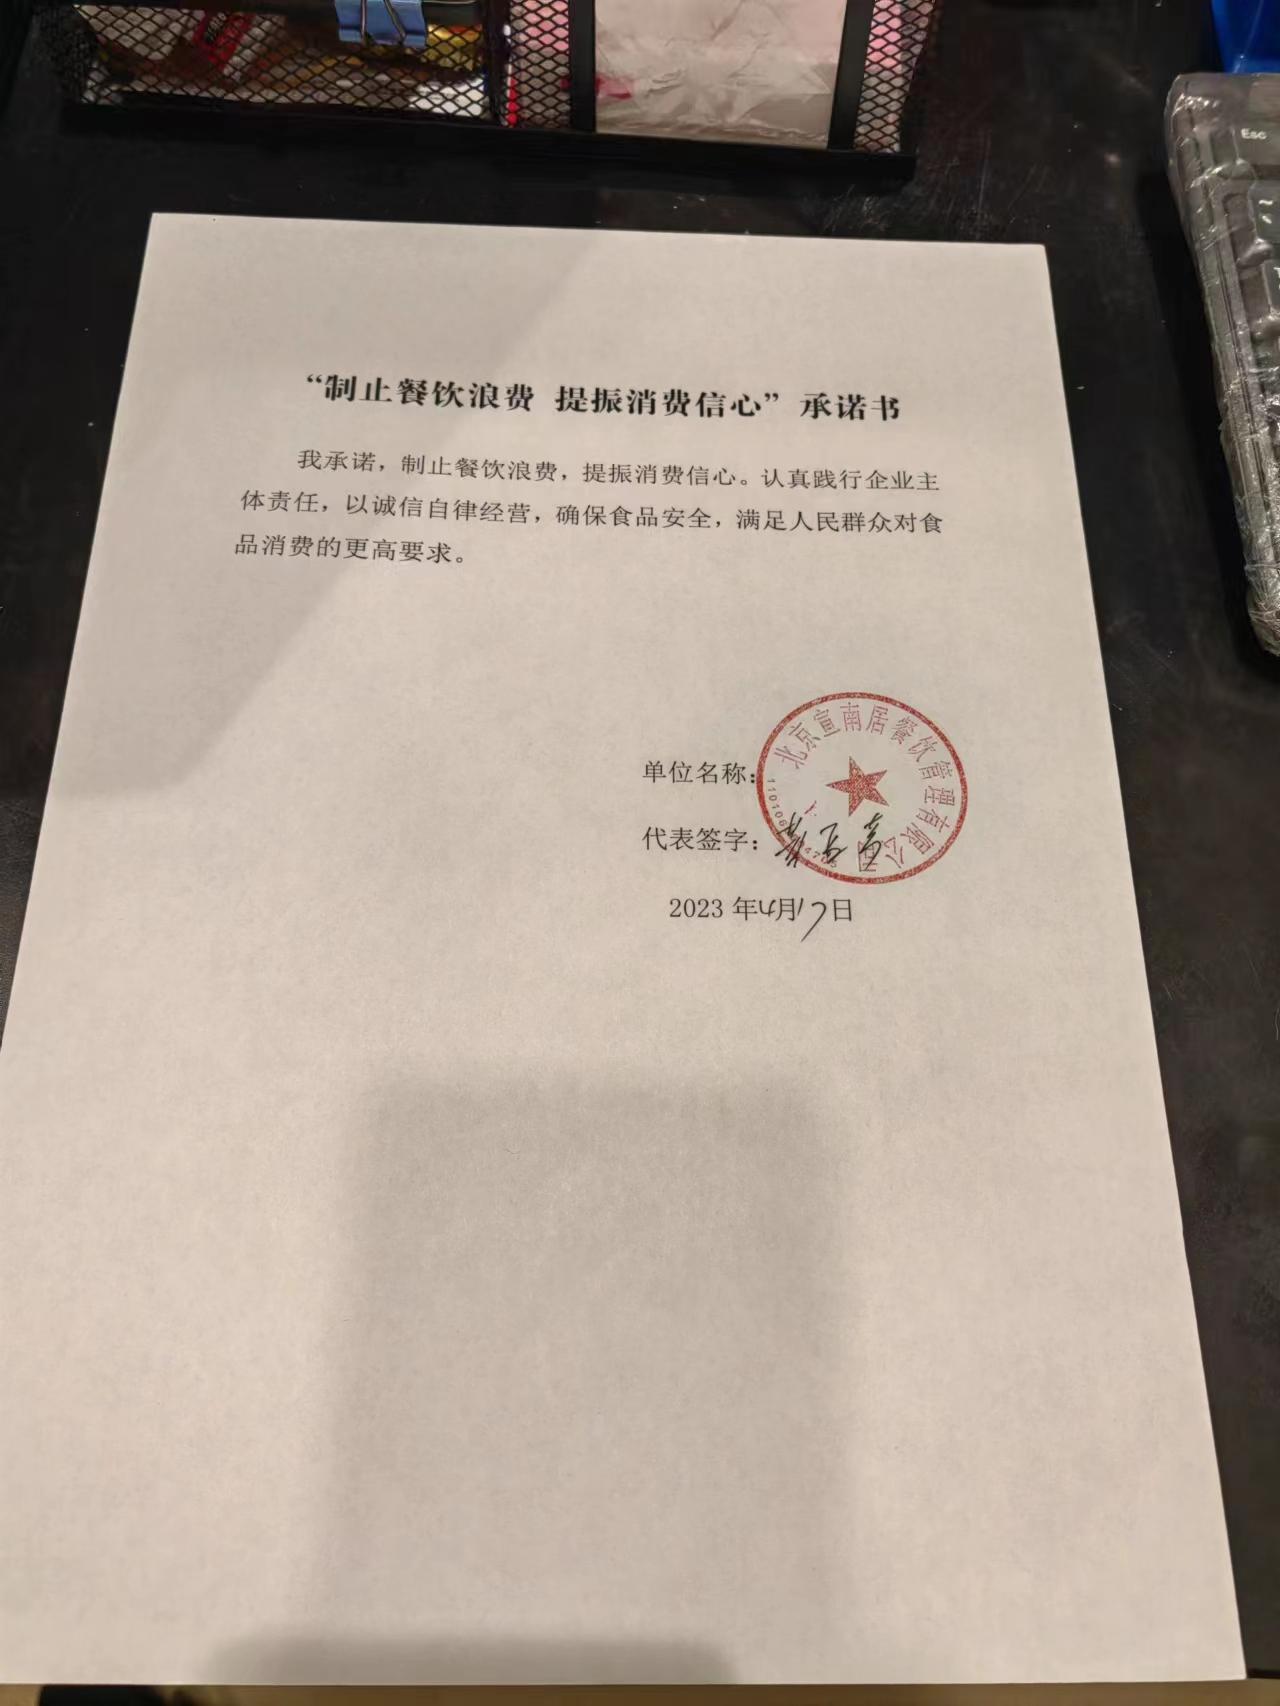 “制止餐饮浪费 提振消费信心”承诺书
我承诺，制止餐饮浪费，提振消费信心。认真践行企业主
体责任，以诚信自律经营，确保食品安全，满足人民群众对食
品消费的更高要求。
单位名称：
北京宣南居餐饮管理有限公司
代表签字：
2023 年4月17日
Esc